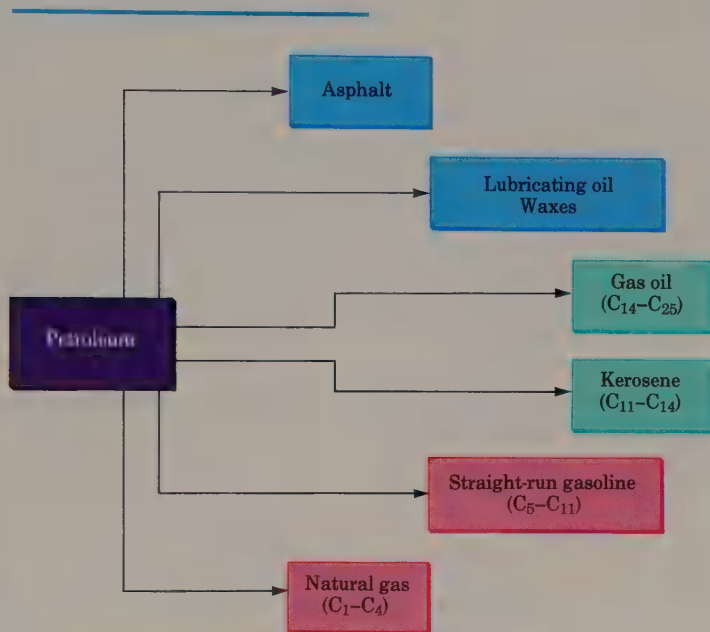 Asphalt
Lubricating oil
Waxes
Gas oil
(C₁₄–C₂₅)
Petroleum
Kerosene
(C₁₁–C₁₄)
Straight-run gasoline
(C₅–C₁₁)
Natural gas
(C₁–C₄)